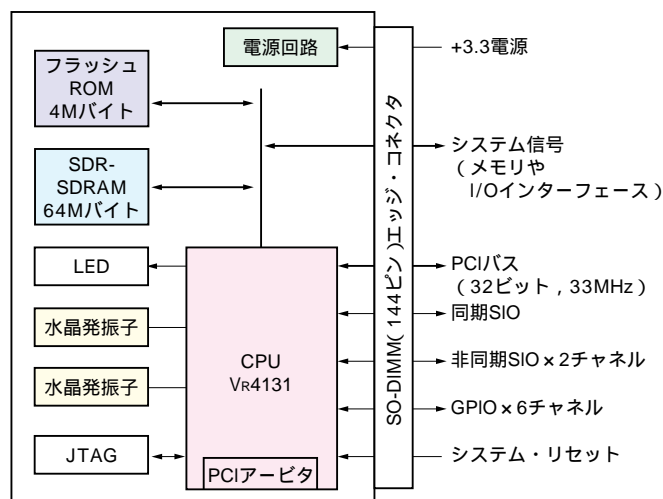 電源回路
+3.3電源
フラッシュ
ROM
4Mバイト
SO-DIMM(144ピン)エッジ・コネクタ
システム信号
(メモリや
I/Oインターフェース)
SDR-
SDRAM
64Mバイト
LED
PCIバス
(32ビット,33MHz)
同期SIO
水晶発振子
CPU
VR4131
非同期SIO×2チャネル
水晶発振子
GPIO×6チャネル
JTAG
システム・リセット
PCIアービタ